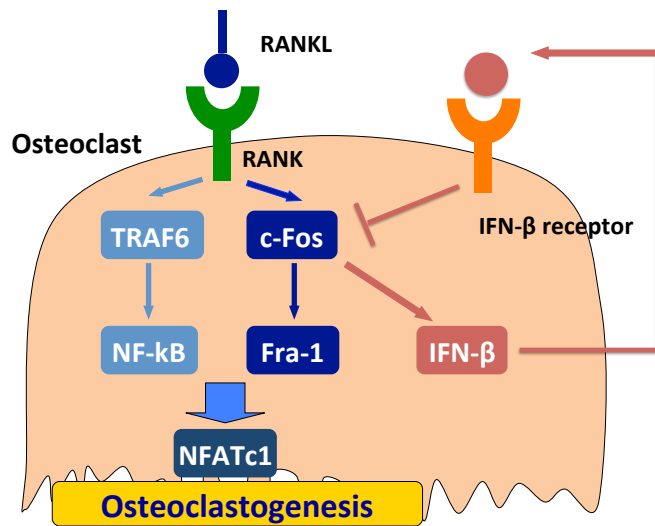 RANKL
Osteoclast
RANK
TRAF6
c-Fos
IFN-β receptor
NF-kB
Fra-1
IFN-β
NFATc1
Osteoclastogenesis